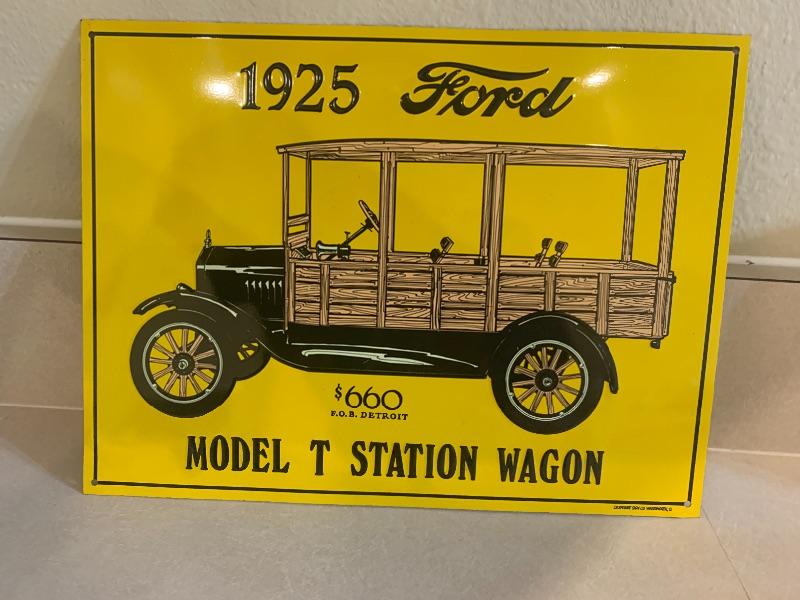 1925 Ford
$660
F.O.B. DETROIT
MODEL T STATION WAGON